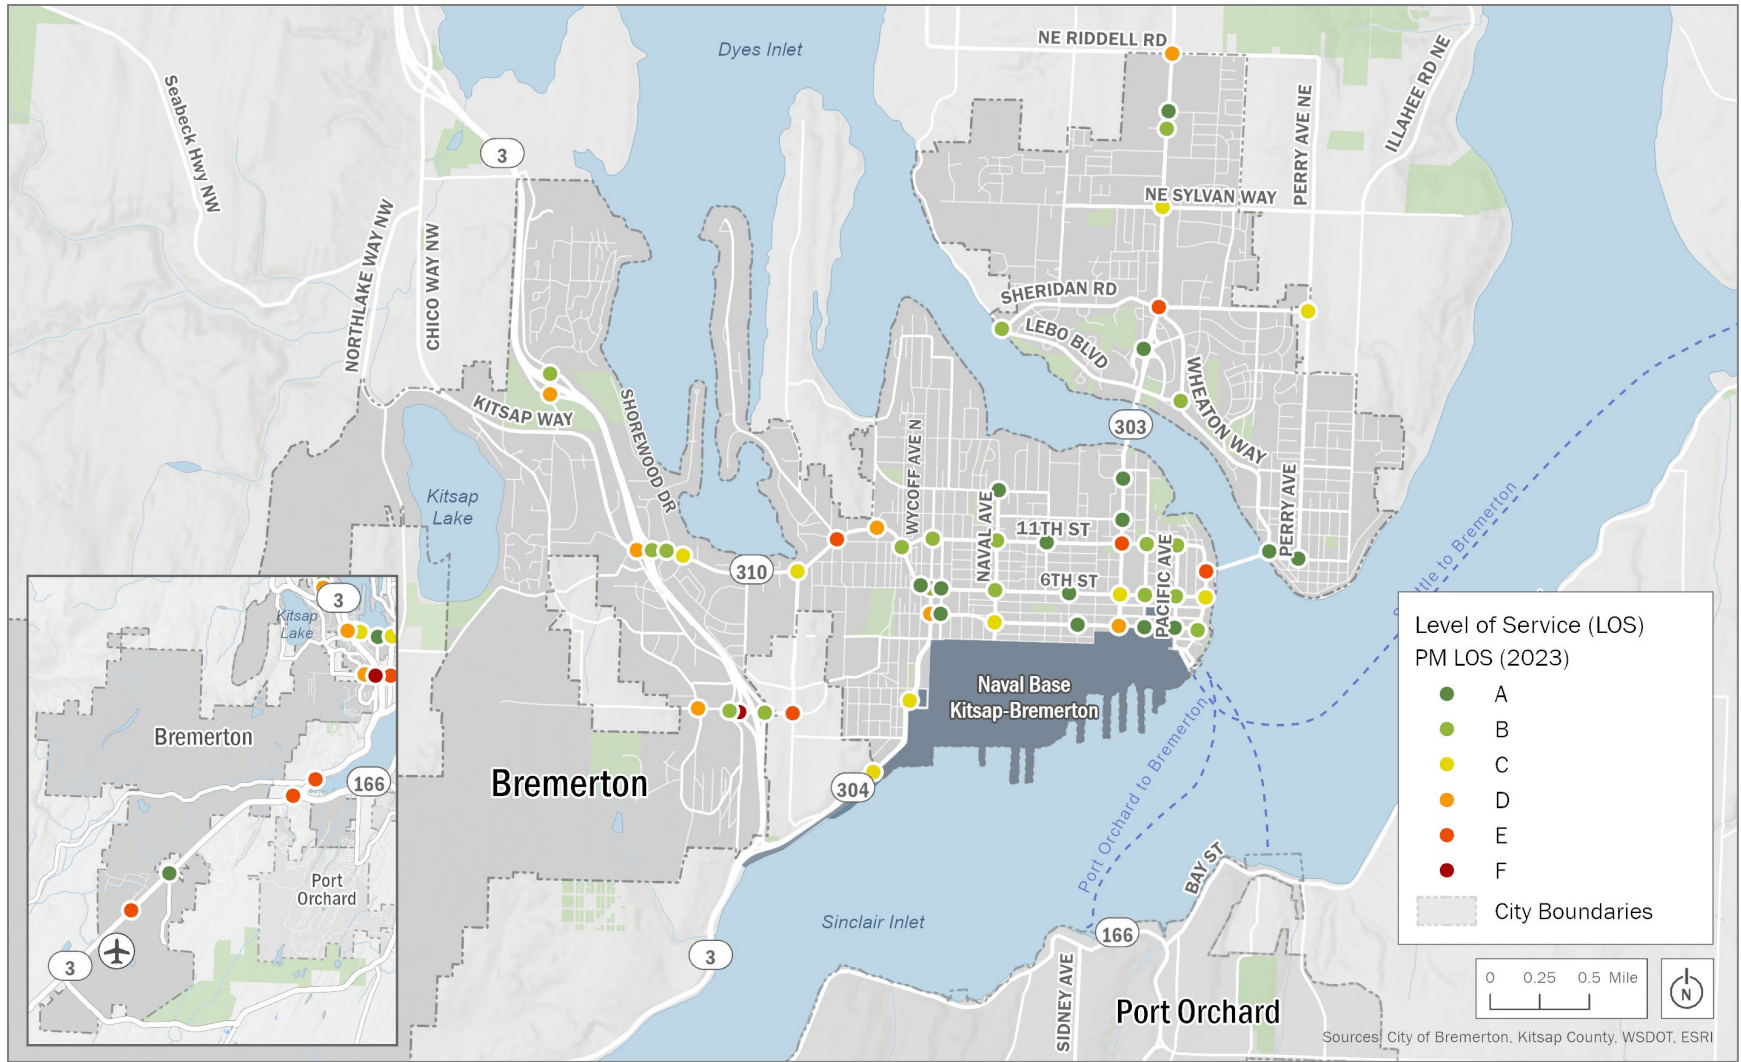 Dyes Inlet
NE RIDDELL RD
Seabeck Hwy NW
3
PERRY AVE NE
ILLAHEE RD NE
NE SYLVAN WAY
NORTHLAKE WAY NW
CHICO WAY NW
SHERIDAN RD
LEBO BLVD
KITSAP WAY
SHOREWOOD DR
WHEATON WAY
303
WYCOFF AVE N
Kitsap
Lake
NAVAL AVE
11TH ST
PACIFIC AVE
PERRY AVE
310
6TH ST
Seattle to Bremerton
Naval Base
Kitsap-Bremerton
Port Orchard to Bremerton
Bremerton
304
Sinclair Inlet
3
BAY ST
166
SIDNEY AVE
Port Orchard
3
Kitsap
Lake
Bremerton
166
Port
Orchard
3
Level of Service (LOS)
PM LOS (2023)
A
B
C
D
E
F
City Boundaries
0 0.25 0.5 Mile
N
Sources: City of Bremerton, Kitsap County, WSDOT, ESRI